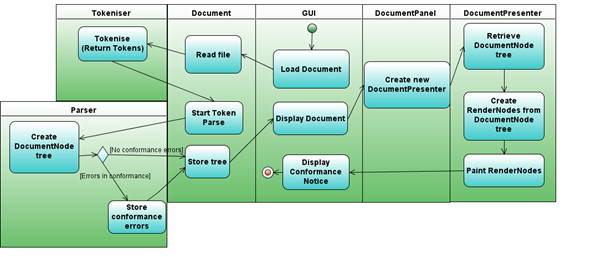 Tokeniser
Document
GUI
DocumentPanel
DocumentPresenter
Tokenise
(Return Tokens)
Read file
Load Document
Create new
DocumentPresenter
Retrieve
DocumentNode
tree
Parser
Start Token
Parse
Display Document
Create
RenderNodes from
DocumentNode
tree
Create
DocumentNode
tree
[No conformance errors]
[Errors in conformance]
Store tree
Display
Conformance
Notice
Paint RenderNodes
Store
conformance
errors